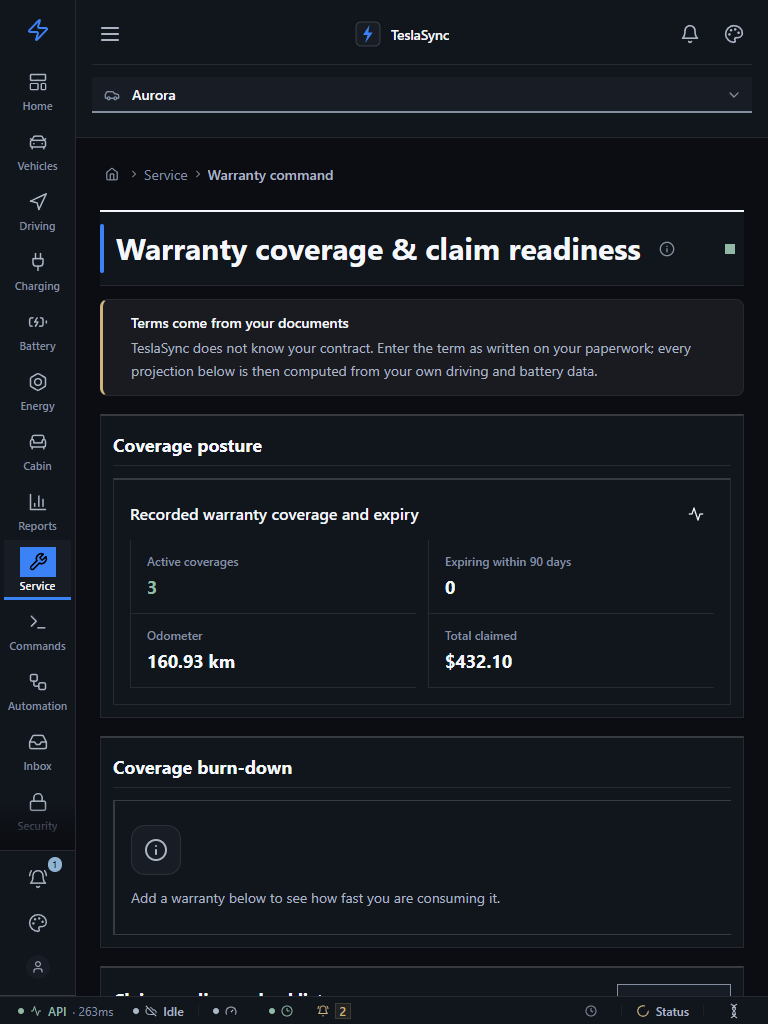 TeslaSync
Aurora
Home
Vehicles
Driving
Charging
Battery
Energy
Cabin
Reports
Service
Commands
Automation
Inbox
Security
1
Service
Warranty command
Warranty coverage & claim readiness
Terms come from your documents
TeslaSync does not know your contract. Enter the term as written on your paperwork; every
projection below is then computed from your own driving and battery data.
Coverage posture
Recorded warranty coverage and expiry
Active coverages
3
Expiring within 90 days
0
Odometer
160.93 km
Total claimed
$432.10
Coverage burn-down
Add a warranty below to see how fast you are consuming it.
API · 263ms
Idle
2
Status